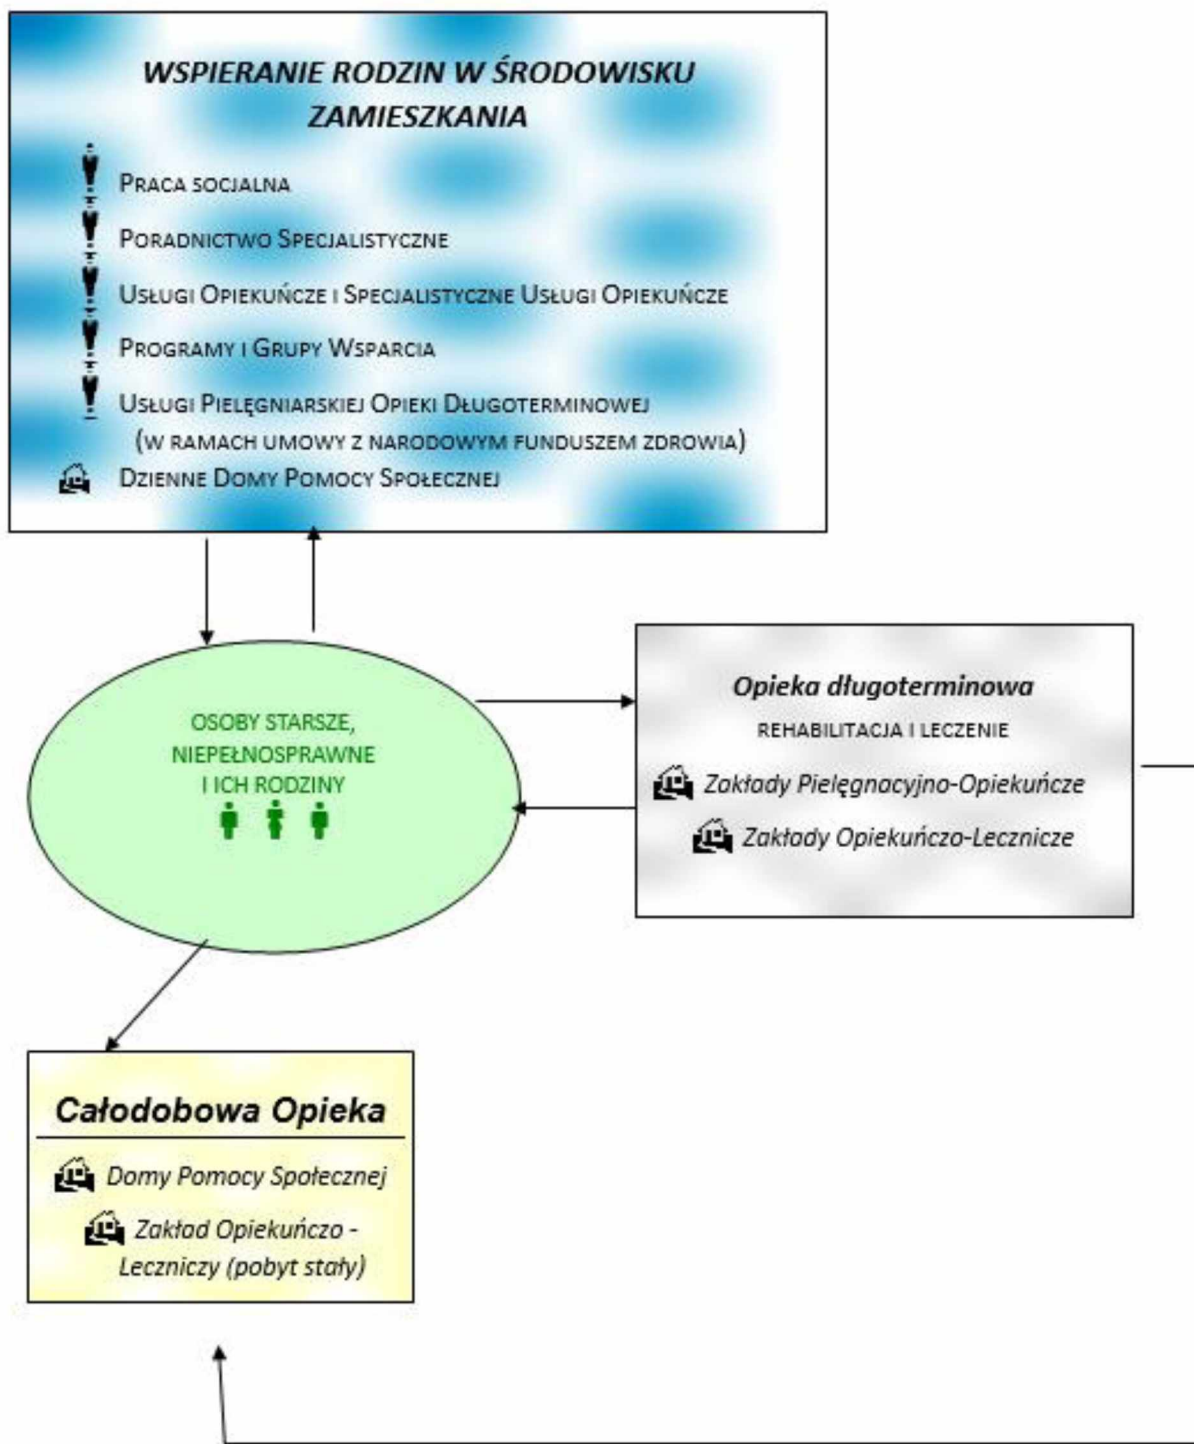 WSPIERANIE RODZIN W ŚRODOWISKU
ZAMIESZKANIA
PRACA SOCJALNA
PORADNICTWO SPECJALISTYCZNE
USŁUGI OPIEKUŃCZE I SPECJALISTYCZNE USŁUGI OPIEKUŃCZE
PROGRAMY I GRUPY WSPARCIA
USŁUGI PIELĘGNIARSKIEJ OPIEKI DŁUGOTERMINOWEJ
(W RAMACH UMOWY Z NARODOWYM FUNDUSZEM ZDROWIA)
DZIENNE DOMY POMOCY SPOŁECZNEJ
OSOBY STARSZE,
NIEPEŁNOSPRAWNE
I ICH RODZINY
Opieka długoterminowa
REHABILITACJA I LECZENIE
Zakłady Pielęgnacyjno-Opiekuńcze
Zakłady Opiekuńczo-Lecznicze
Całodobowa Opieka
Domy Pomocy Społecznej
Zakład Opiekuńczo -
Leczniczy (pobyt stały)